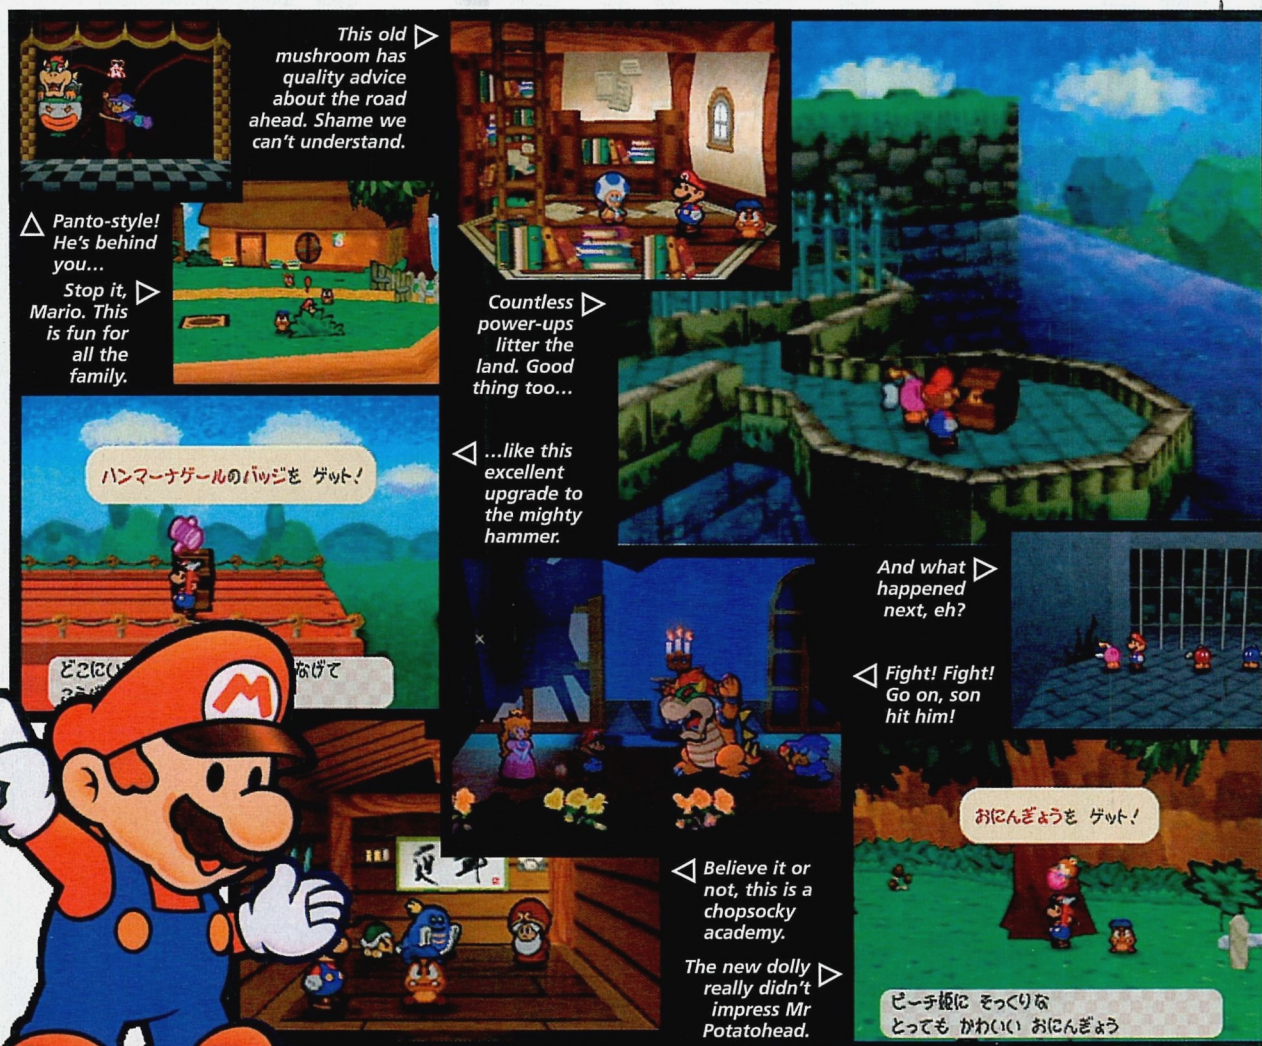 This old
mushroom has
quality advice
about the road
ahead. Shame we
can't understand.
Panto-style!
He's behind
you...
Stop it,
Mario. This
is fun for
all the
family.
Countless
power-ups
litter the
land. Good
thing too...
...like this
excellent
upgrade to
the mighty
hammer.
ハンマーナゲールのバッジを ゲット!
どこに
なげて
And what
happened
next, eh?
Fight! Fight!
Go on, son
hit him!
M
Believe it or
not, this is a
chopsocky
academy.
The new dolly
really didn't
impress Mr
Potatohead.
おにんぎょうを ゲット!
ピーチ姫に そっくりな
とっても かわいい おにんぎょう